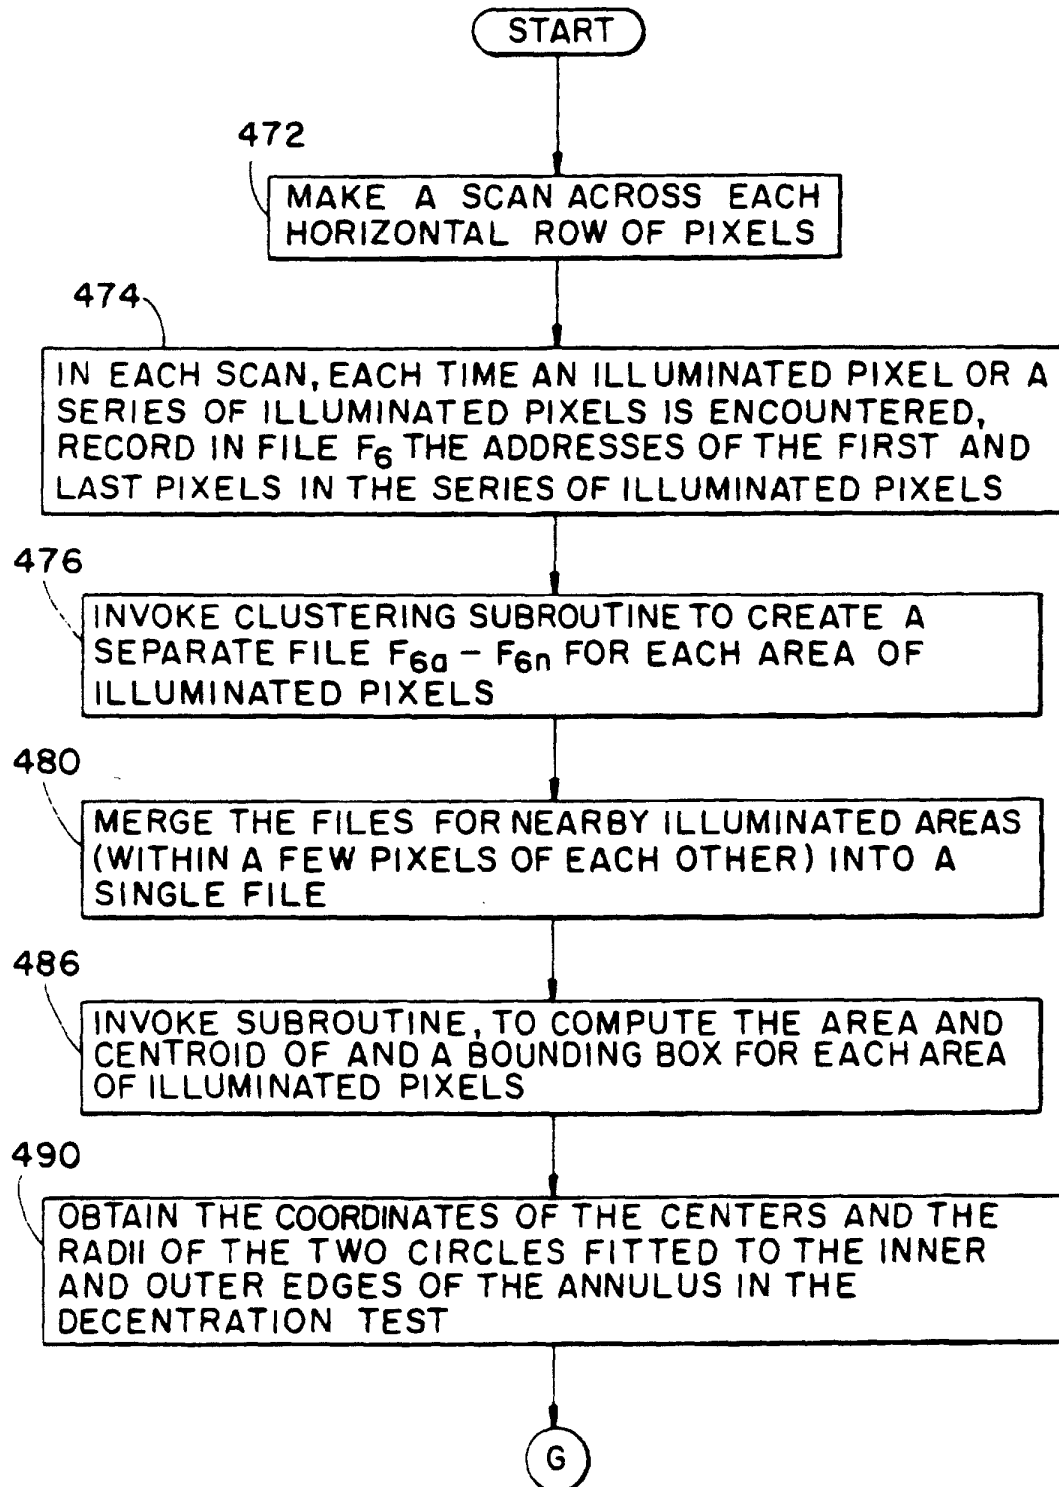 START
472
MAKE A SCAN ACROSS EACH
HORIZONTAL ROW OF PIXELS
474
IN EACH SCAN, EACH TIME AN ILLUMINATED PIXEL OR A
SERIES OF ILLUMINATED PIXELS IS ENCOUNTERED,
RECORD IN FILE F6 THE ADDRESSES OF THE FIRST AND
LAST PIXELS IN THE SERIES OF ILLUMINATED PIXELS
476
INVOKE CLUSTERING SUBROUTINE TO CREATE A
SEPARATE FILE F6a – F6n FOR EACH AREA OF
ILLUMINATED PIXELS
480
MERGE THE FILES FOR NEARBY ILLUMINATED AREAS
(WITHIN A FEW PIXELS OF EACH OTHER) INTO A
SINGLE FILE
486
INVOKE SUBROUTINE, TO COMPUTE THE AREA AND
CENTROID OF AND A BOUNDING BOX FOR EACH AREA
OF ILLUMINATED PIXELS
490
OBTAIN THE COORDINATES OF THE CENTERS AND THE
RADII OF THE TWO CIRCLES FITTED TO THE INNER
AND OUTER EDGES OF THE ANNULUS IN THE
DECENTRATION TEST
G